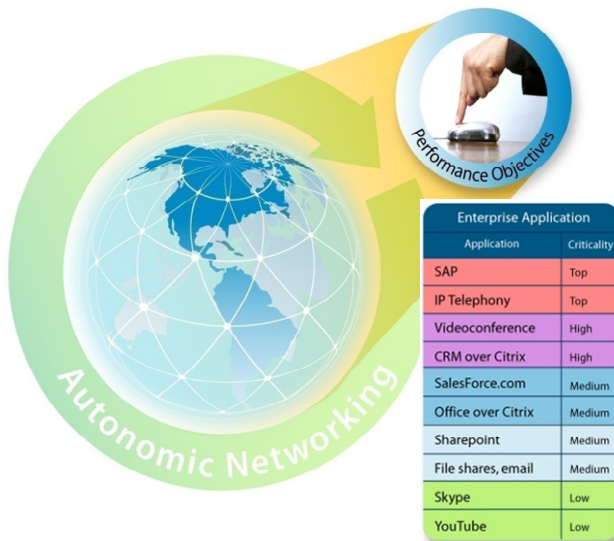 Performance Objectives
Autonomic Networking
Enterprise Application
Application Criticality
SAP Top
IP Telephony Top
Videoconference High
CRM over Citrix High
SalesForce.com Medium
Office over Citrix Medium
Sharepoint Medium
File shares, email Medium
Skype Low
YouTube Low